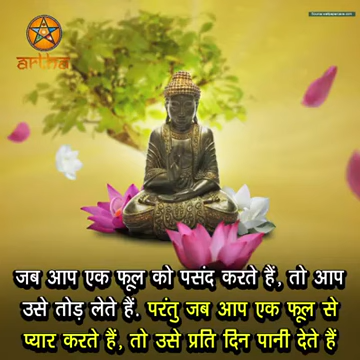 artha
जब आप एक फूल को पसंद करते हैं, तो आप
उसे तोड़ लेते हैं. परंतु जब आप एक फूल से
प्यार करते हैं, तो उसे प्रति दिन पानी देते हैं